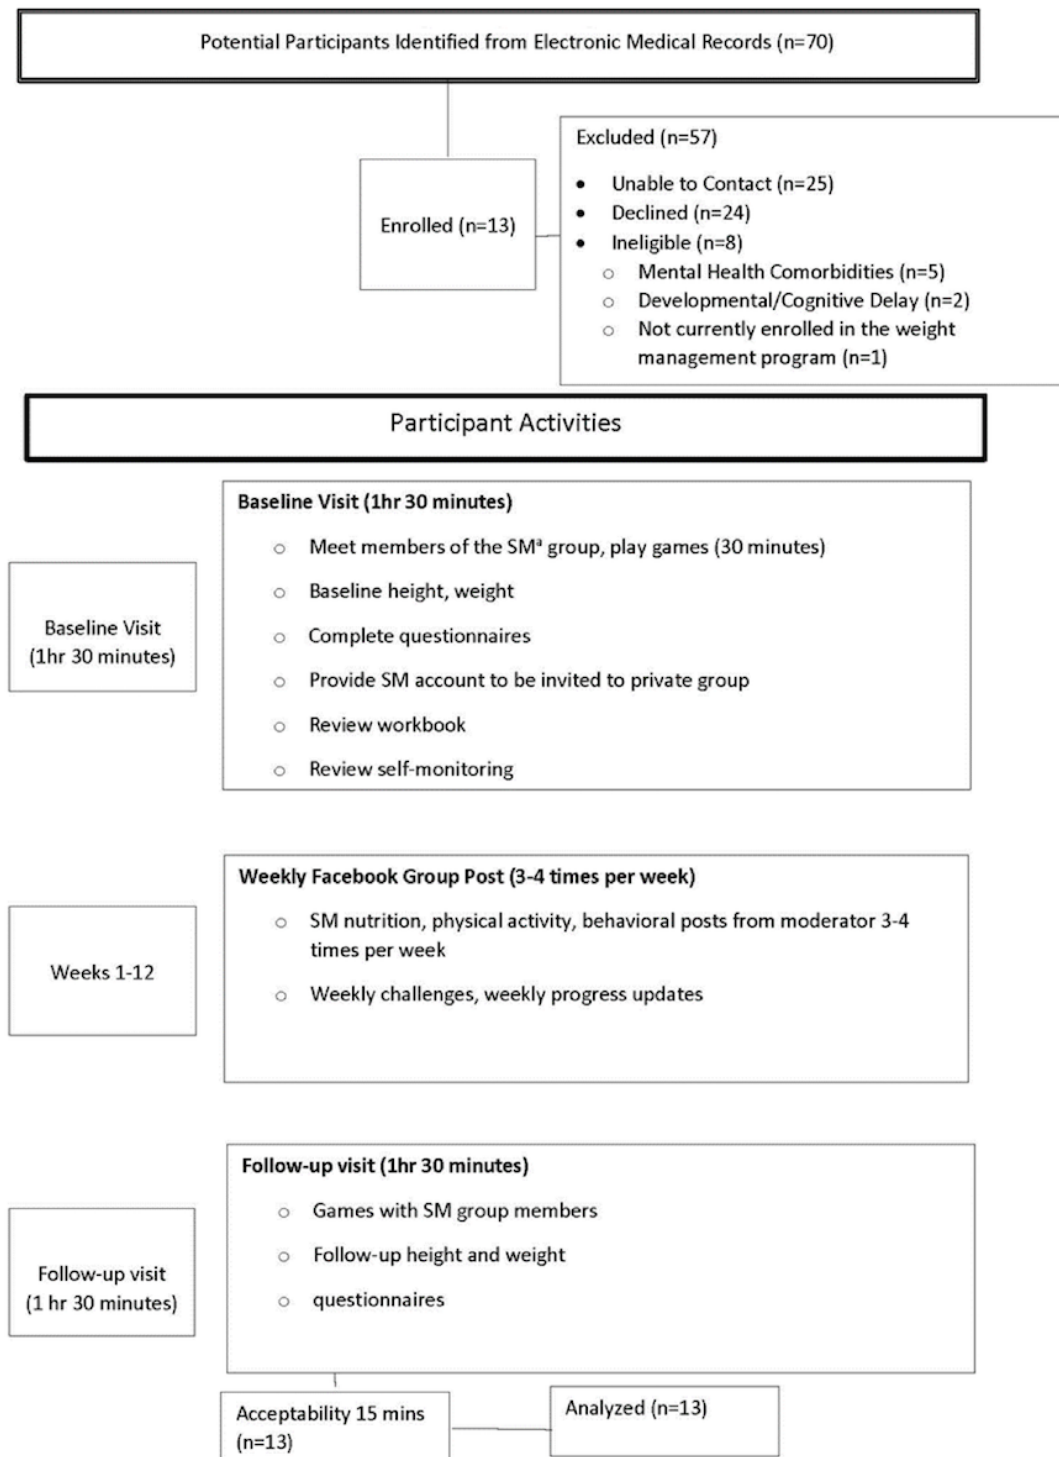 Potential Participants Identified from Electronic Medical Records (n=70)
Enrolled (n=13)
Excluded (n=57)
• Unable to Contact (n=25)
• Declined (n=24)
• Ineligible (n=8)
○ Mental Health Comorbidities (n=5)
○ Developmental/Cognitive Delay (n=2)
○ Not currently enrolled in the weight
management program (n=1)
Participant Activities
Baseline Visit
(1hr 30 minutes)
Baseline Visit (1hr 30 minutes)
○ Meet members of the SMª group, play games (30 minutes)
○ Baseline height, weight
○ Complete questionnaires
○ Provide SM account to be invited to private group
○ Review workbook
○ Review self-monitoring
Weeks 1-12
Weekly Facebook Group Post (3-4 times per week)
○ SM nutrition, physical activity, behavioral posts from moderator 3-4
times per week
○ Weekly challenges, weekly progress updates
Follow-up visit
(1 hr 30 minutes)
Follow-up visit (1hr 30 minutes)
○ Games with SM group members
○ Follow-up height and weight
○ questionnaires
Acceptability 15 mins
(n=13)
Analyzed (n=13)